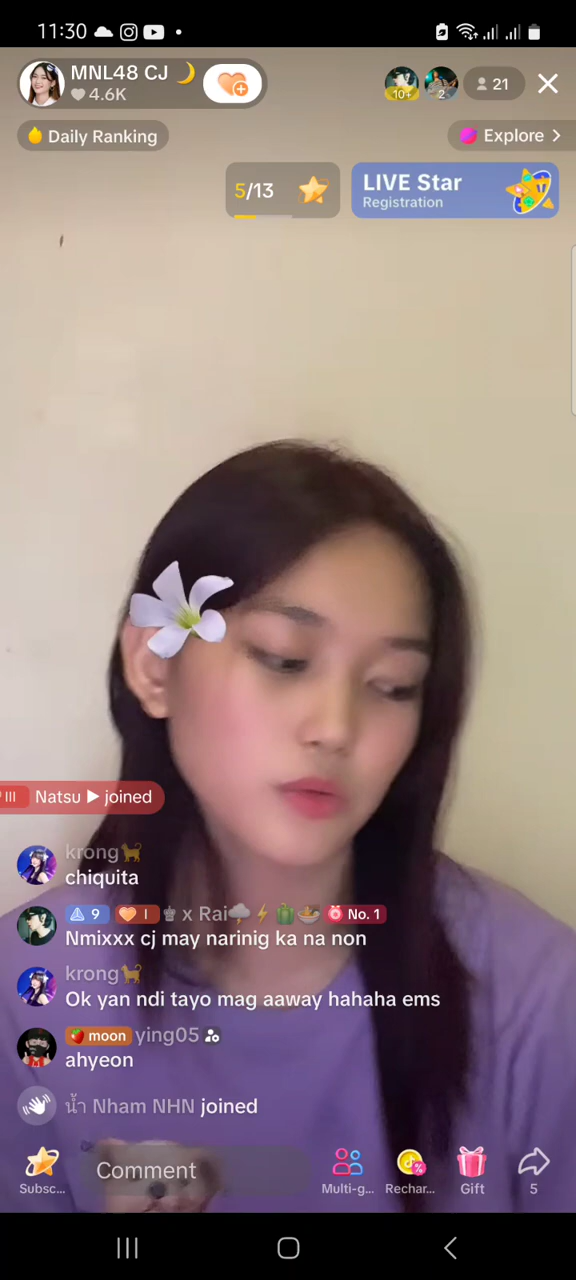 11:30
MNL48 CJ 🌙
4.6K
10+
2
21
Daily Ranking
Explore >
5/13
LIVE Star
Registration
III Natsu ▶ joined
krong🐈
chiquita
9 I ♚ x Rai🌩⚡🎁🍜 No. 1
Nmixxx cj may narinig ka na non
krong🐈
Ok yan ndi tayo mag aaway hahaha ems
🍓 moon ying05
ahyeon
น้ำ Nham NHN joined
Comment
Subsc...
Multi-g...
Rechar...
Gift
5